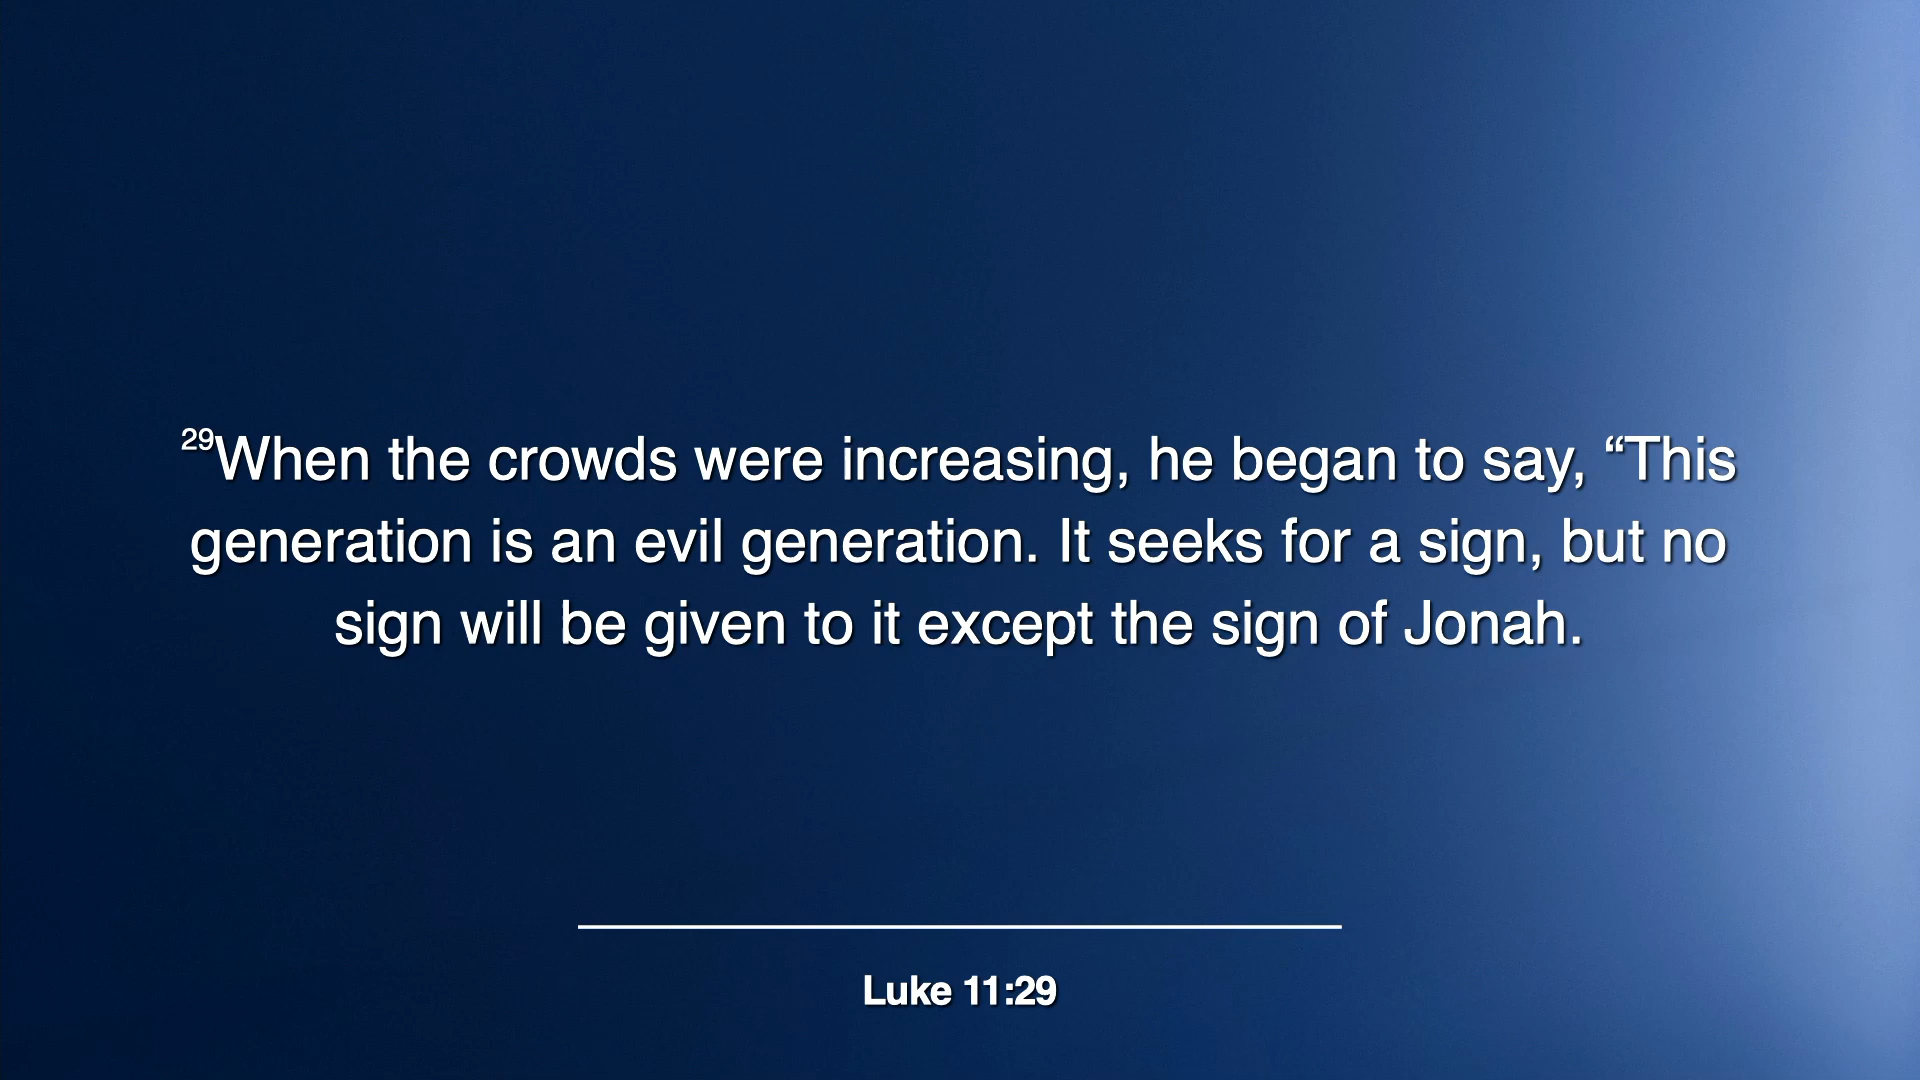 29When the crowds were increasing, he began to say, “This
generation is an evil generation. It seeks for a sign, but no
sign will be given to it except the sign of Jonah.
Luke 11:29